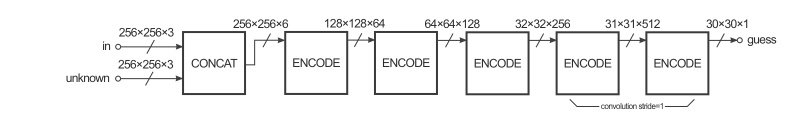 256×256×3
in
256×256×3
unknown
CONCAT
256×256×6
ENCODE
128×128×64
ENCODE
64×64×128
ENCODE
32×32×256
ENCODE
31×31×512
ENCODE
30×30×1
guess
convolution stride=1